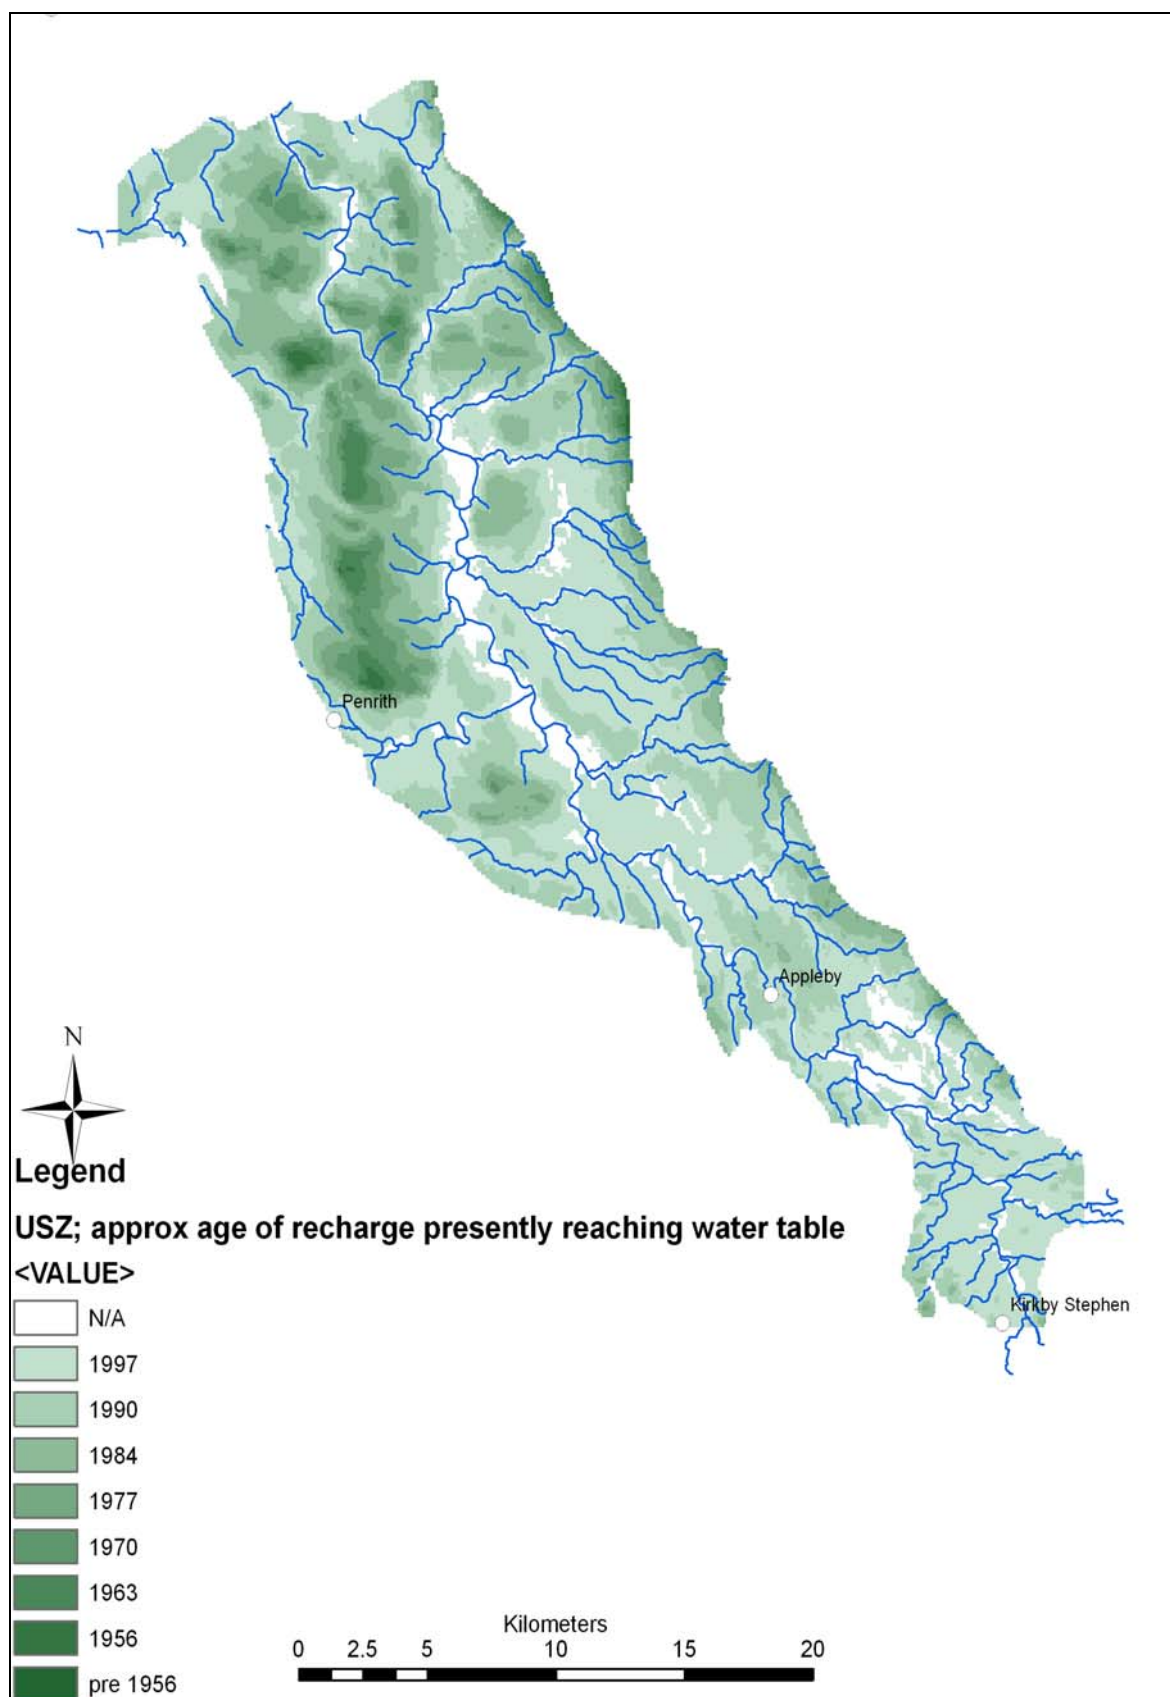 Penrith
Appleby
Kirkby Stephen
N
Legend
USZ; approx age of recharge presently reaching water table
<VALUE>
N/A
1997
1990
1984
1977
1970
1963
1956
pre 1956
Kilometers
0 2.5 5 10 15 20